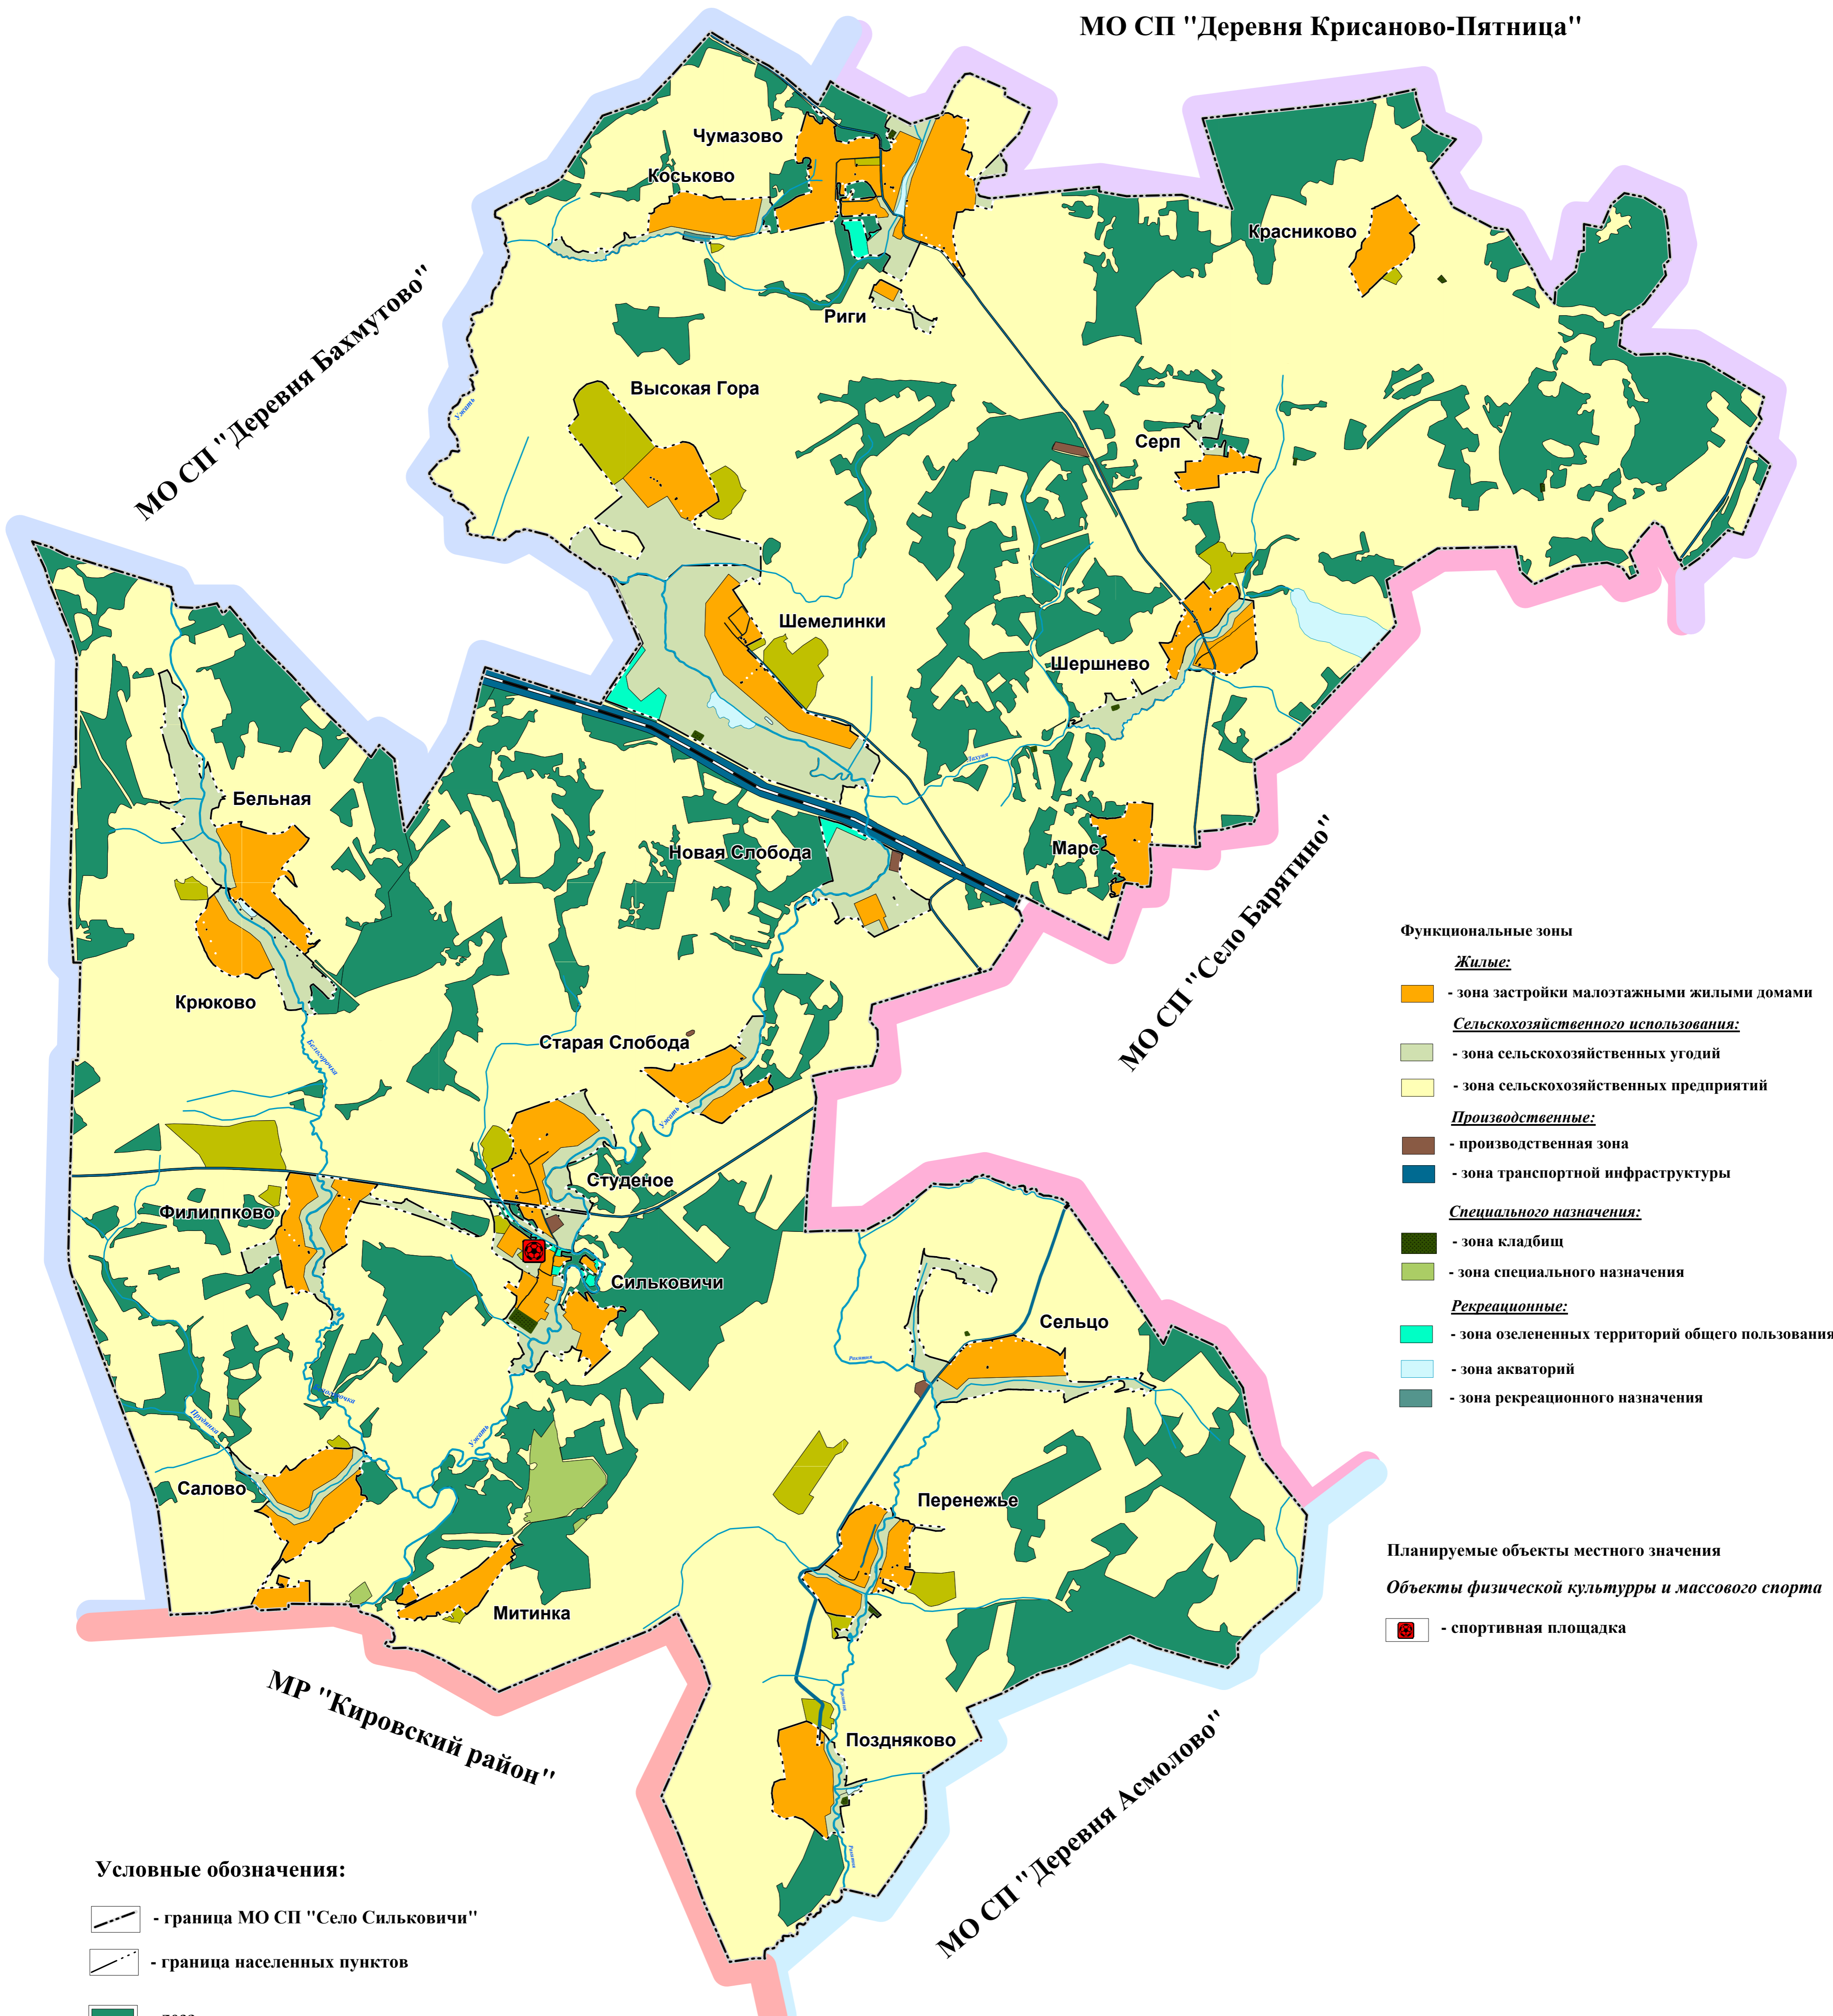 МО СП "Деревня Крисаново-Пятница"
Чумазово
Коськово
Красниково
Риги
МО СП "Деревня Бахмутово"
Высокая Гора
Ужать
Серп
Шемелинки
Шершнево
Бельная
Новая Слобода
Марс
МО СП "Село Барятино"
Крюково
Старая Слобода
Белогорочка
Ужать
Студеное
Филиппково
Сильковичи
Сельцо
Ужать
Салово
Перенежье
Митинка
МР "Кировский район"
Поздняково
МО СП "Деревня Асмолово"
Функциональные зоны
Жилые:
- зона застройки малоэтажными жилыми домами
Сельскохозяйственного использования:
- зона сельскохозяйственных угодий
- зона сельскохозяйственных предприятий
Производственные:
- производственная зона
- зона транспортной инфраструктуры
Специального назначения:
- зона кладбищ
- зона специального назначения
Рекреационные:
- зона озелененных территорий общего пользования
- зона акваторий
- зона рекреационного назначения
Планируемые объекты местного значения
Объекты физической культурры и массового спорта
- спортивная площадка
Условные обозначения:
- граница МО СП "Село Сильковичи"
- граница населенных пунктов